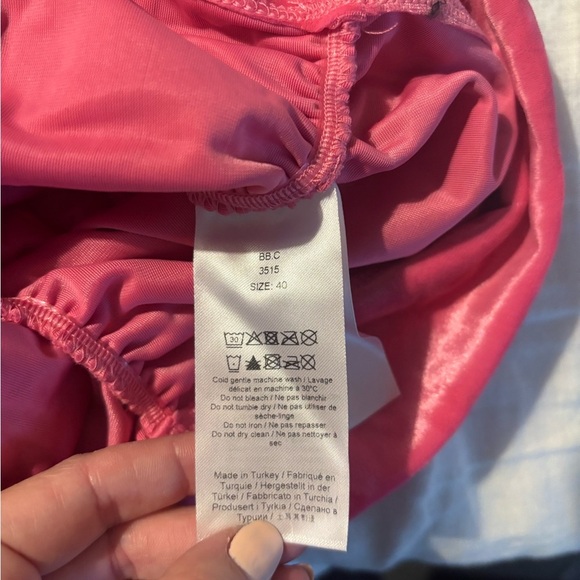 BB.C
3515
SIZE: 40
30
Cold gentle machine wash / Lavage
délicat en machine à 30°C
Do not bleach / Ne pas blanchir
Do not tumble dry / Ne pas utiliser de
sèche-linge
Do not iron / Ne pas repasser
Do not dry clean / Ne pas nettoyer à
sec
Made in Turkey / Fabriqué en
Turquie / Hergestellt in der
Türkei / Fabbricato in Turchia /
Produsert i Tyrkia / Сделано в
Турции /